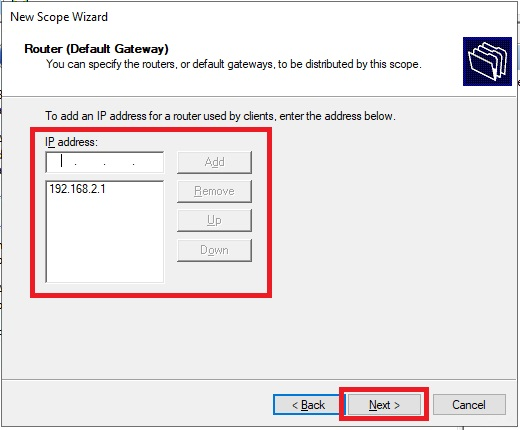 New Scope Wizard
Router (Default Gateway)
You can specify the routers, or default gateways, to be distributed by this scope.
To add an IP address for a router used by clients, enter the address below.
IP address:
. . .
Add
192.168.2.1
Remove
Up
Down
< Back
Next >
Cancel